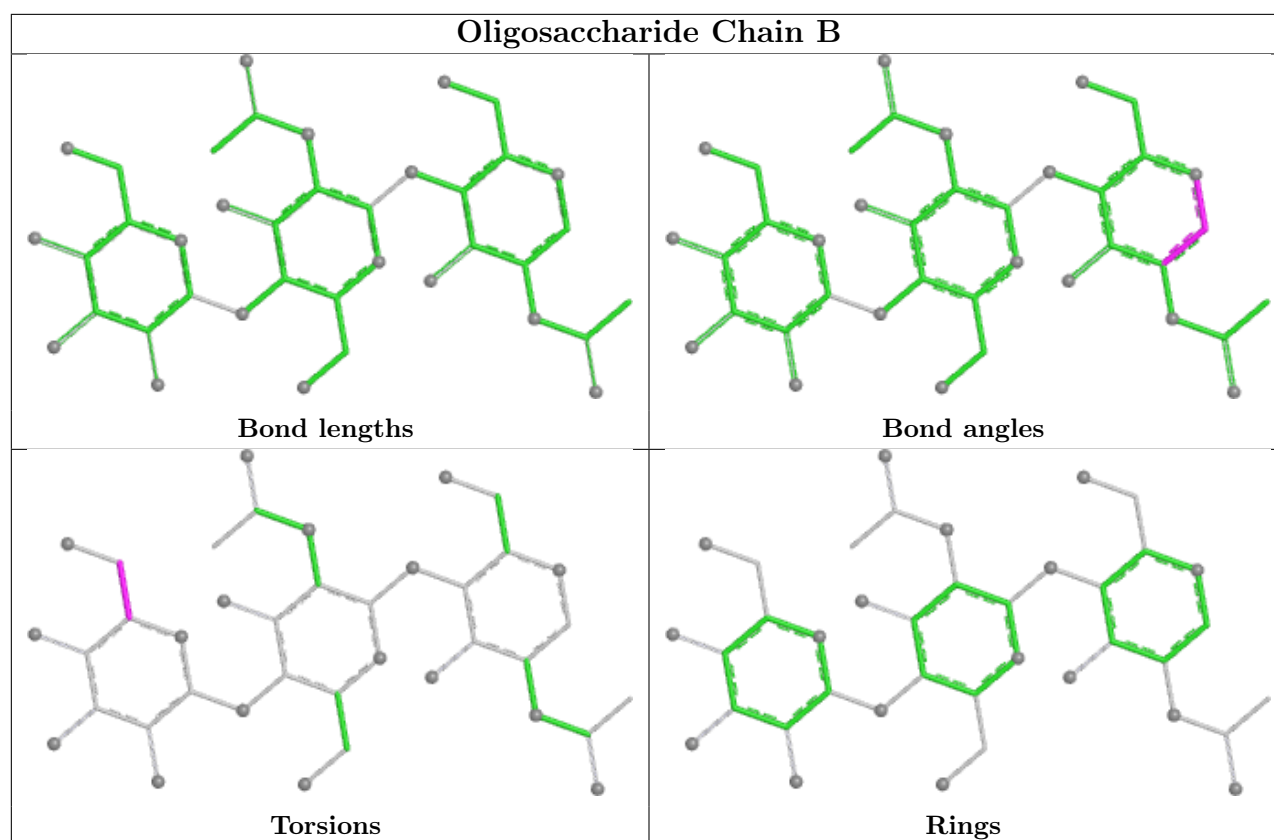 Oligosaccharide Chain B
Bond lengths
Bond angles
Torsions
Rings